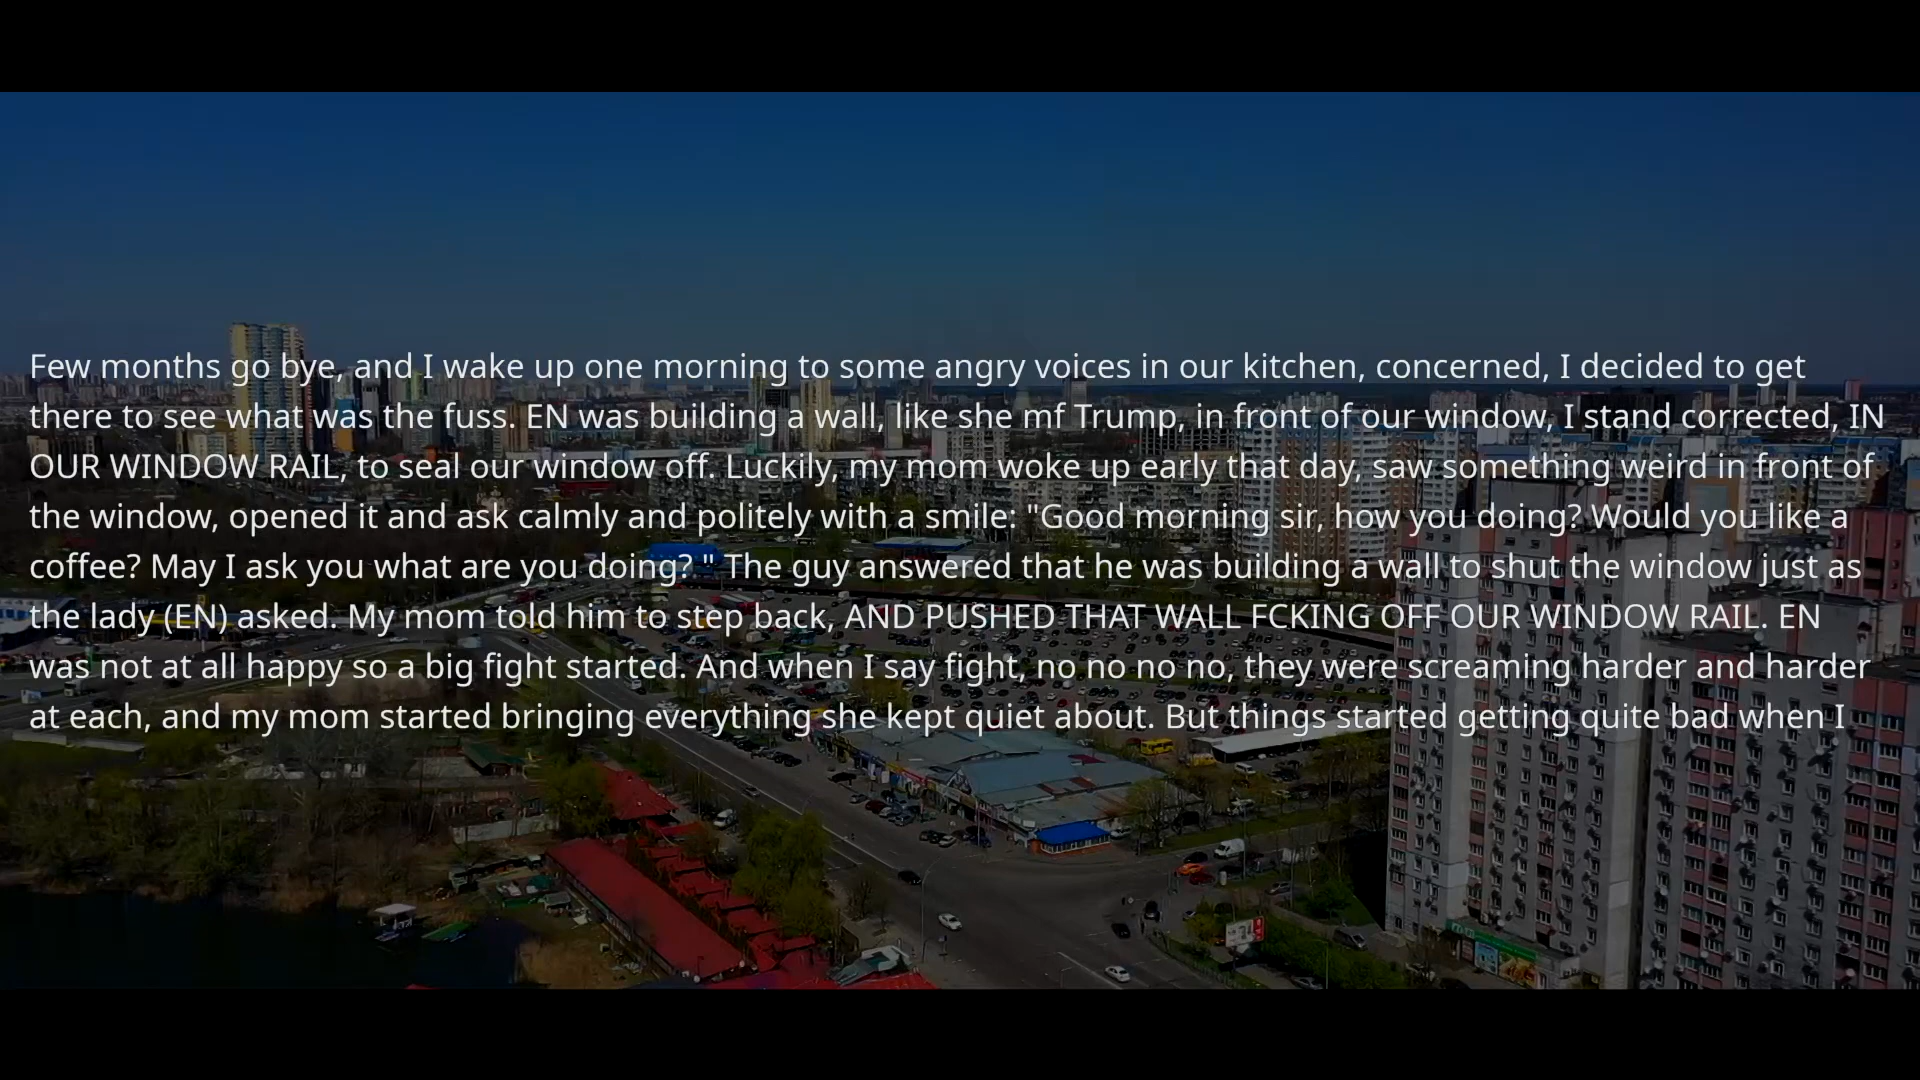 Few months go bye, and I wake up one morning to some angry voices in our kitchen, concerned, I decided to get
there to see what was the fuss. EN was building a wall, like she mf Trump, in front of our window, I stand corrected, IN
OUR WINDOW RAIL, to seal our window off. Luckily, my mom woke up early that day, saw something weird in front of
the window, opened it and ask calmly and politely with a smile: "Good morning sir, how you doing? Would you like a
coffee? May I ask you what are you doing? " The guy answered that he was building a wall to shut the window just as
the lady (EN) asked. My mom told him to step back, AND PUSHED THAT WALL FCKING OFF OUR WINDOW RAIL. EN
was not at all happy so a big fight started. And when I say fight, no no no no, they were screaming harder and harder
at each, and my mom started bringing everything she kept quiet about. But things started getting quite bad when I